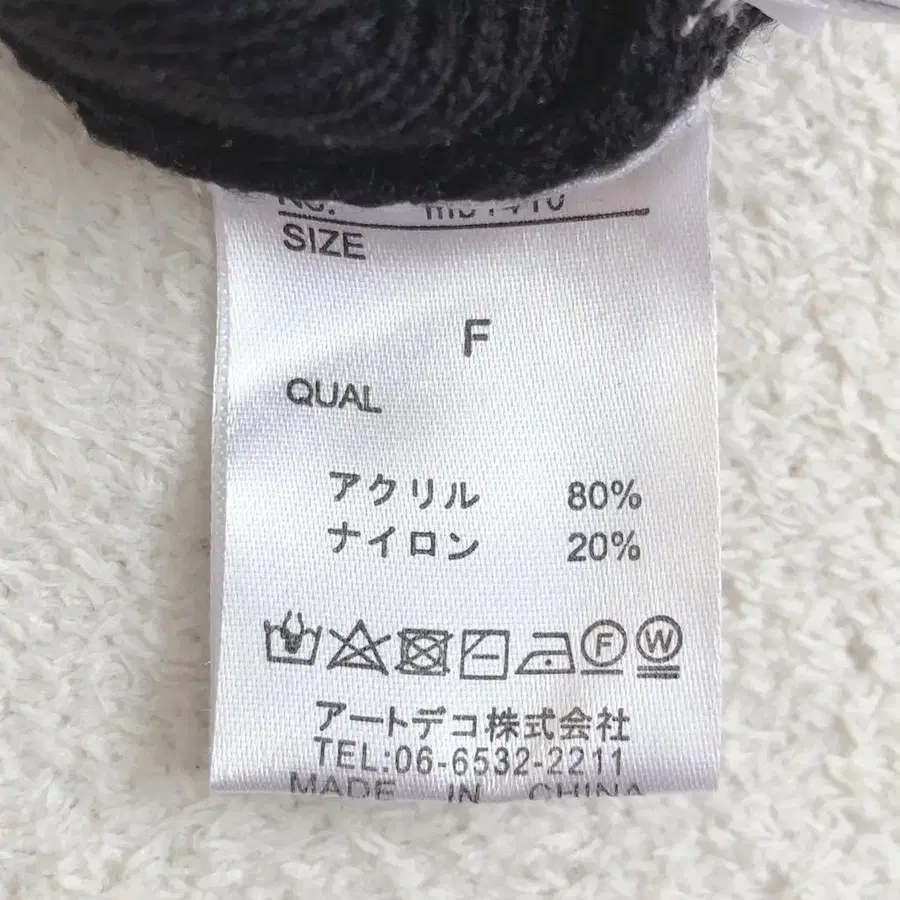 SIZE
F
QUAL
アクリル 80%
ナイロン 20%
F W
アートデコ株式会社
TEL:06-6532-2211
MADE IN CHINA